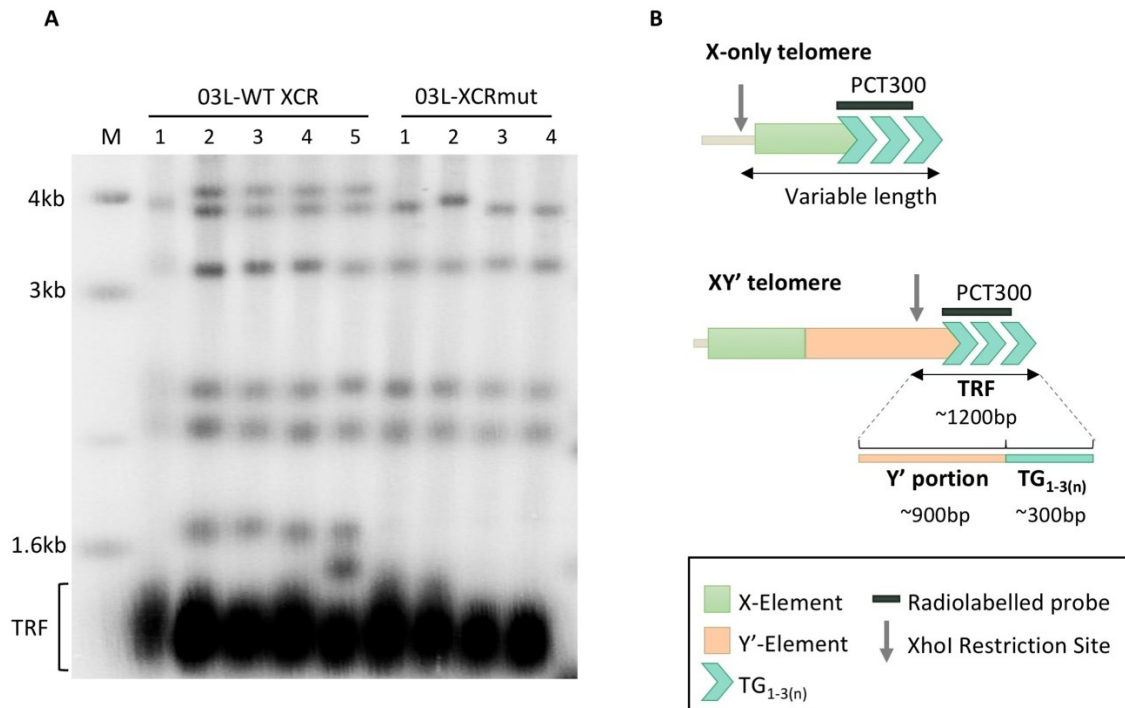 A
03L-WT XCR 03L-XCRmut
M 1 2 3 4 5 1 2 3 4
4kb
3kb
1.6kb
TRF
B
X-only telomere
PCT300
Variable length
XY’ telomere
PCT300
TRF
~1200bp
Y’ portion TG1-3(n)
~900bp ~300bp
X-Element Radiolabelled probe
Y’-Element XhoI Restriction Site
TG1-3(n)